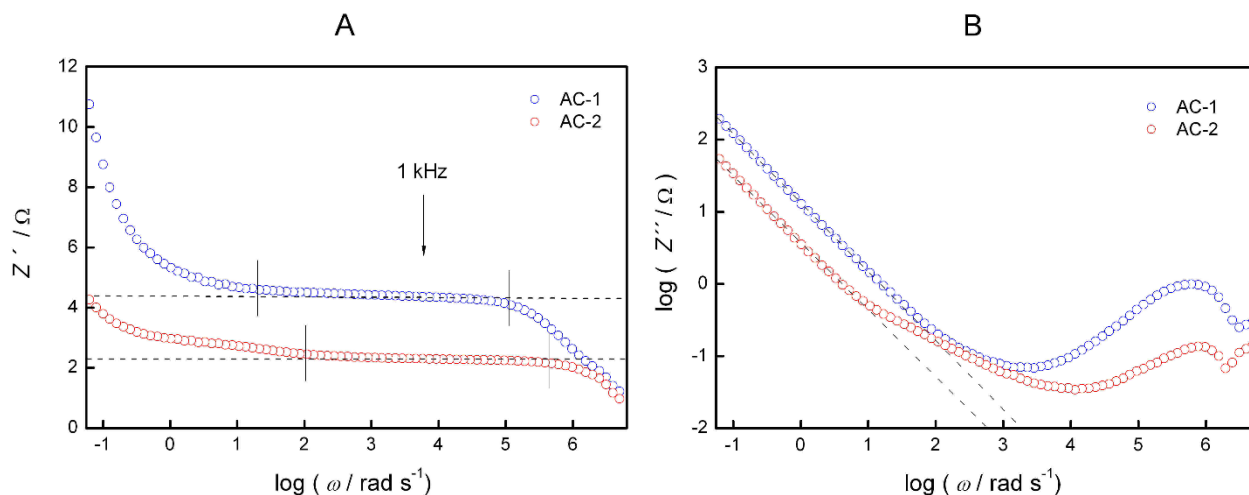 A
12
10
8
6
4
2
0
Z ´ / Ω
AC-1
AC-2
1 kHz
-1 0 1 2 3 4 5 6
log ( ω / rad s⁻¹)
B
3
2
1
0
-1
-2
log ( Z´´ / Ω )
AC-1
AC-2
-1 0 1 2 3 4 5 6
log ( ω / rad s⁻¹)